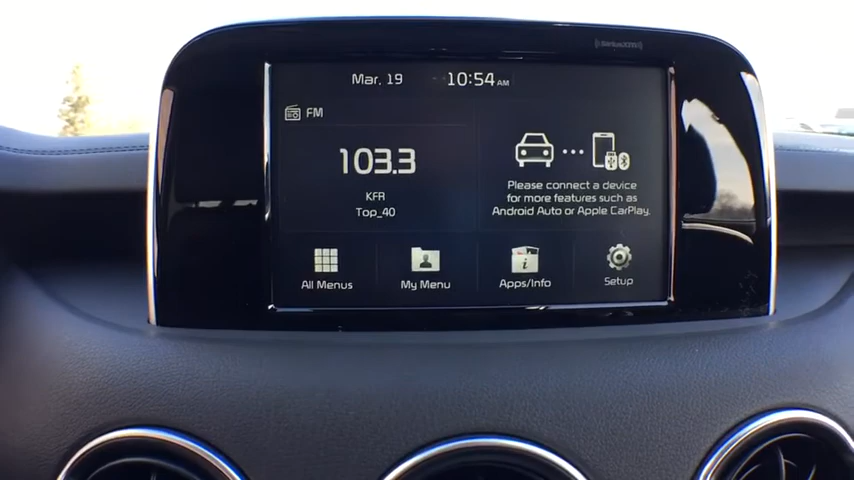 ((SiriusXM))
Mar. 19 10:54 AM
FM
103.3
KFR
Top_40
Please connect a device
for more features such as
Android Auto or Apple CarPlay.
All Menus
My Menu
Apps/Info
Setup